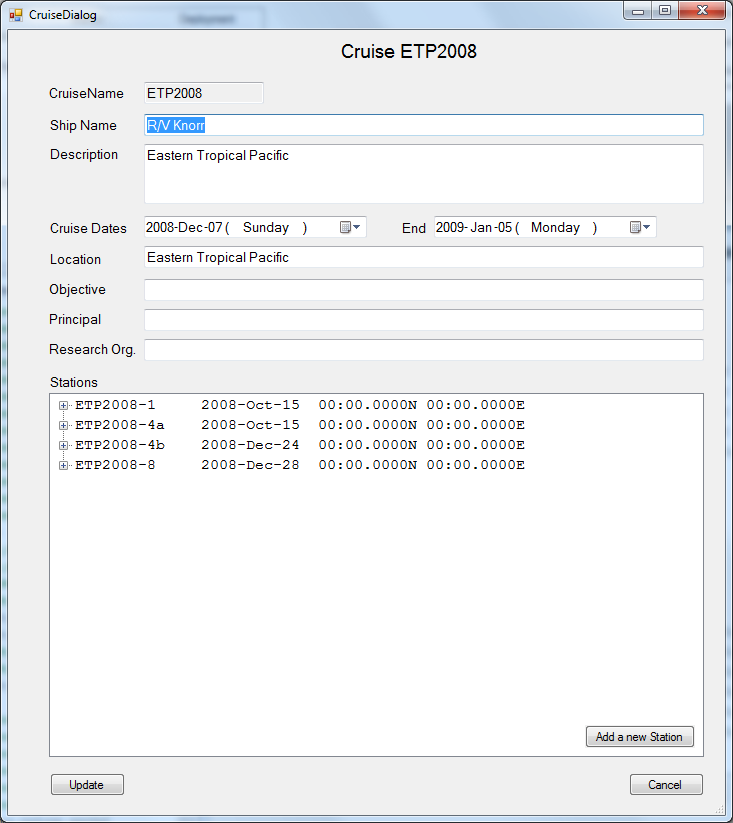 CruiseDialog
Cruise ETP2008
CruiseName ETP2008
Ship Name R/V Knorr
Description Eastern Tropical Pacific
Cruise Dates 2008-Dec-07 ( Sunday ) End 2009-Jan-05 ( Monday )
Location Eastern Tropical Pacific
Objective
Principal
Research Org.
Stations
ETP2008-1 2008-Oct-15 00:00.0000N 00:00.0000E
ETP2008-4a 2008-Oct-15 00:00.0000N 00:00.0000E
ETP2008-4b 2008-Dec-24 00:00.0000N 00:00.0000E
ETP2008-8 2008-Dec-28 00:00.0000N 00:00.0000E
Add a new Station
Update Cancel